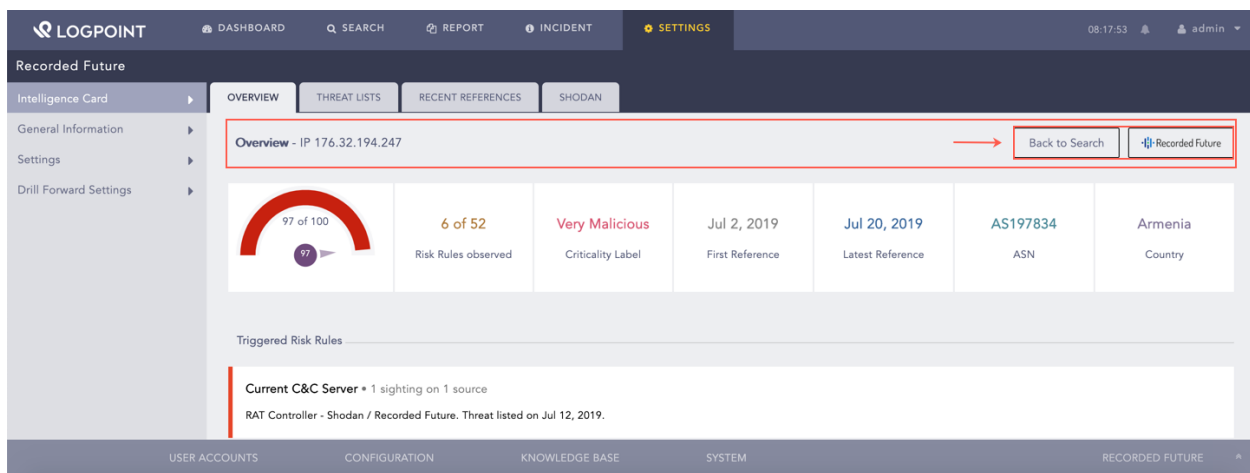 LOGPOINT DASHBOARD SEARCH REPORT INCIDENT SETTINGS 08:17:53 admin
Recorded Future
Intelligence Card OVERVIEW THREAT LISTS RECENT REFERENCES SHODAN
General Information
Settings
Drill Forward Settings
Overview - IP 176.32.194.247 Back to Search Recorded Future
97 of 100 6 of 52 Very Malicious Jul 2, 2019 Jul 20, 2019 AS197834 Armenia
97 Risk Rules observed Criticality Label First Reference Latest Reference ASN Country
Triggered Risk Rules
Current C&C Server • 1 sighting on 1 source
RAT Controller - Shodan / Recorded Future. Threat listed on Jul 12, 2019.
USER ACCOUNTS CONFIGURATION KNOWLEDGE BASE SYSTEM RECORDED FUTURE